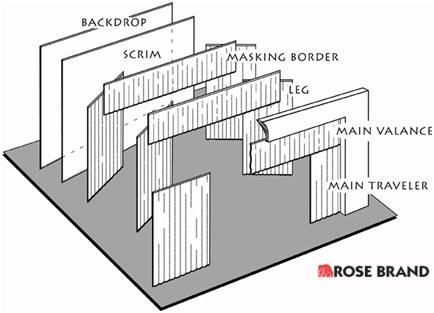 BACKDROP
SCRIM
MASKING BORDER
LEG
MAIN VALANCE
MAIN TRAVELER
ROSE BRAND